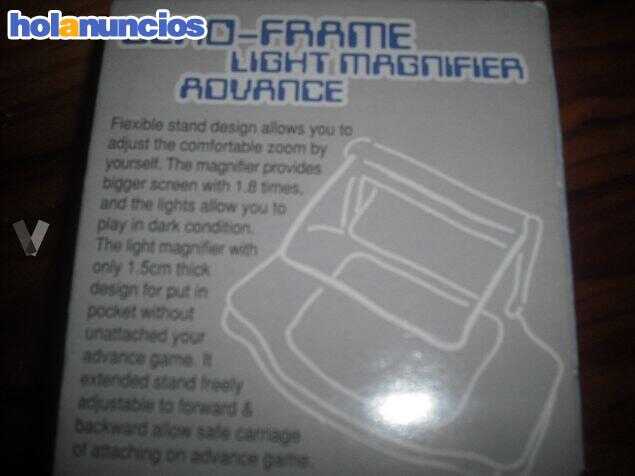 holanuncios
-FRAME
LIGHT MAGNIFIER
ADVANCE
Flexible stand design allows you to
adjust the comfortable zoom by
yourself. The magnifier provides
bigger screen with 1.8 times,
and the lights allow you to
play in dark condition.
The light magnifier with
only 1.5cm thick
design for put in
pocket without
unattached your
advance game. It
extended stand freely
adjustable to forward &
backward allow safe carriage
of attaching on advance game.